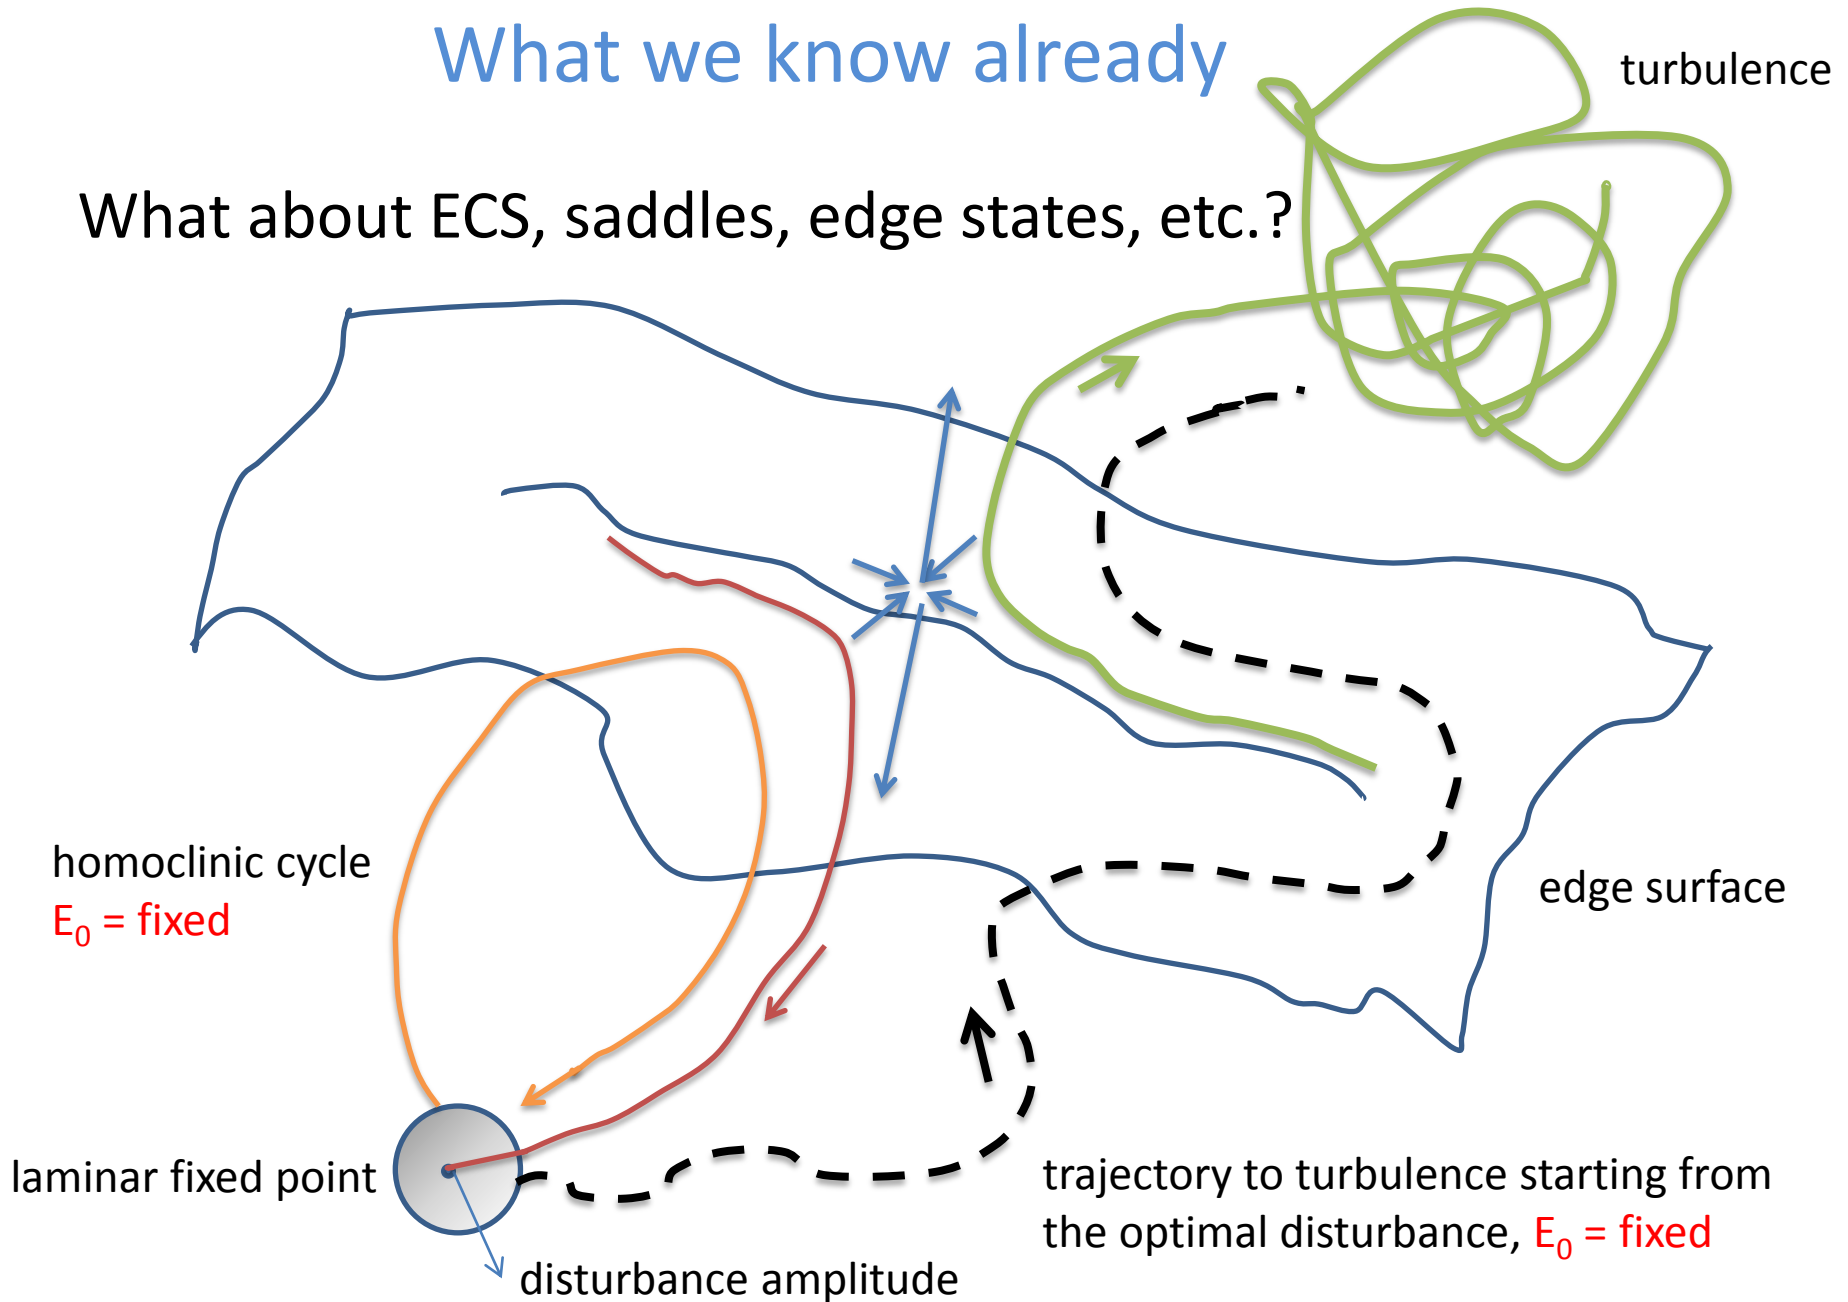 What we know already
turbulence
What about ECS, saddles, edge states, etc.?
homoclinic cycle
E₀ = fixed
edge surface
laminar fixed point
trajectory to turbulence starting from
the optimal disturbance, E₀ = fixed
disturbance amplitude